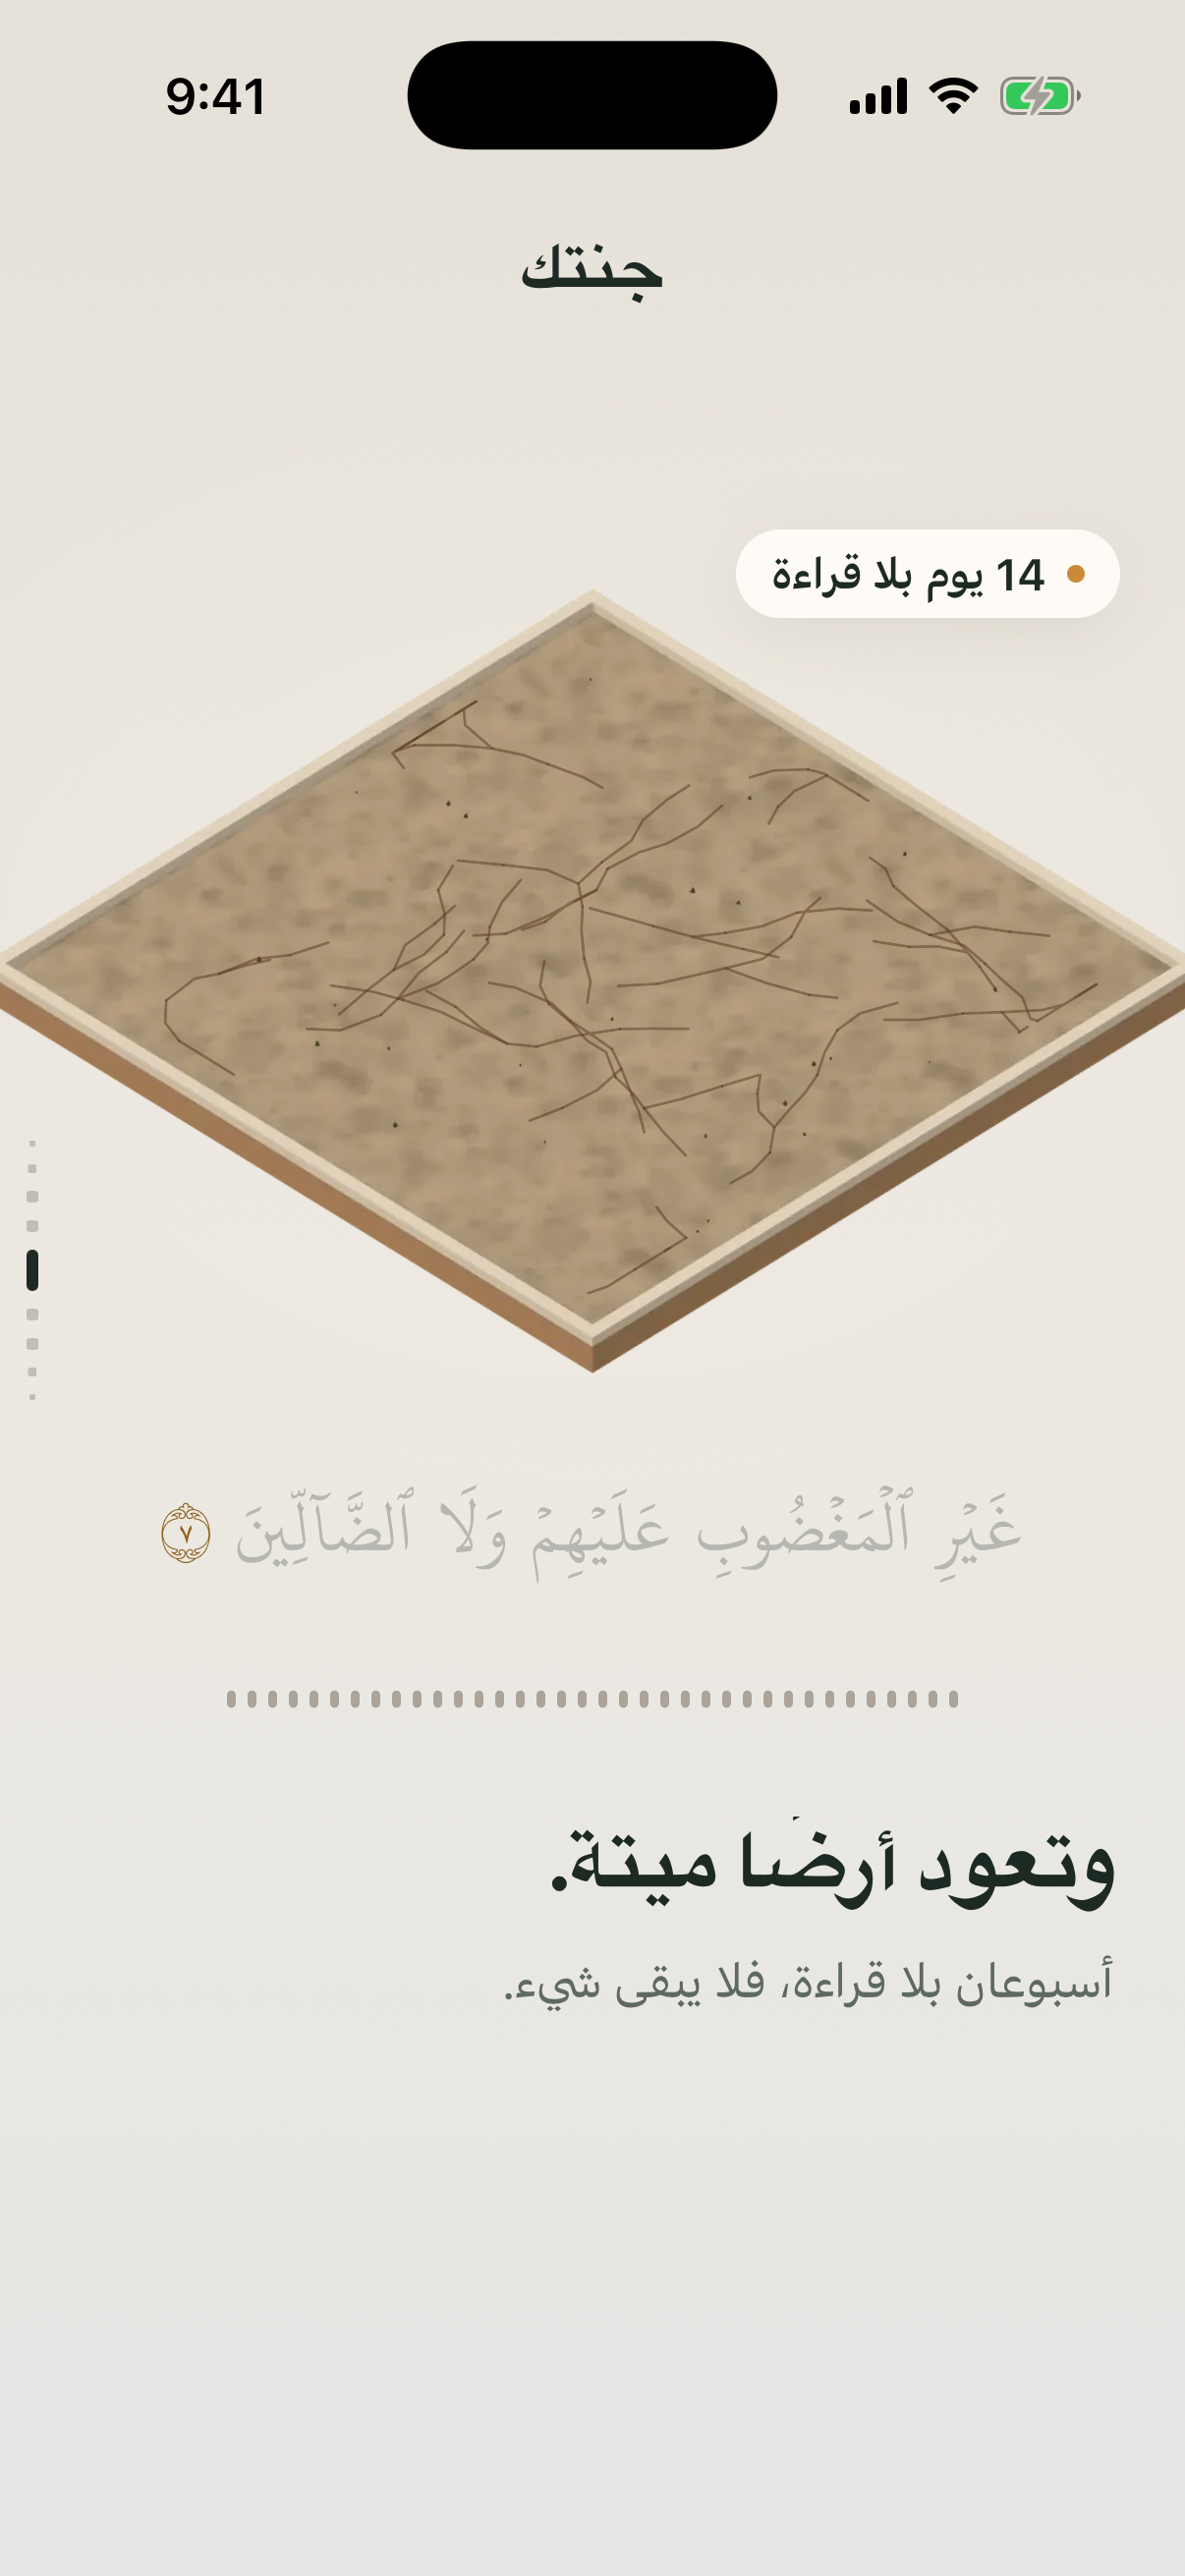 9:41
جنتك
14 يوم بلا قراءة
غَيۡرِ ٱلۡمَغۡضُوبِ عَلَيۡهِمۡ وَلَا ٱلضَّآلِّينَ ٧
وتعود أرضًا ميتة.
أسبوعان بلا قراءة، فلا يبقى شيء.